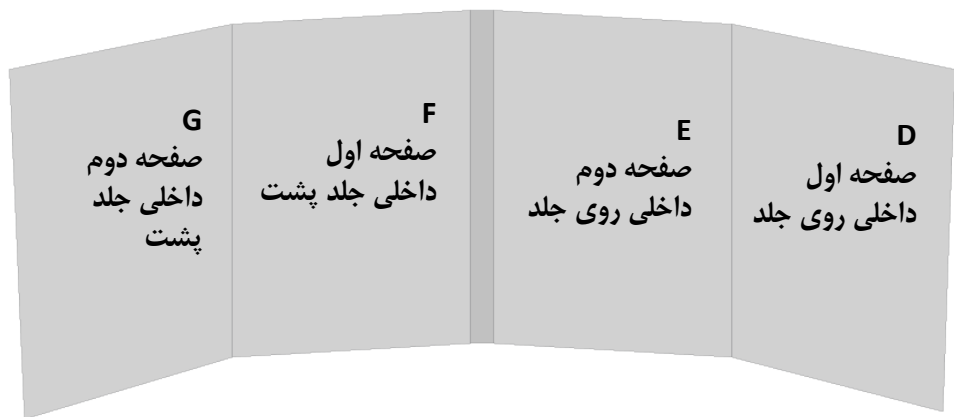 D
صفحه اول
داخلی روی جلد
E
صفحه دوم
داخلی روی جلد
F
صفحه اول
داخلی جلد پشت
G
صفحه دوم
داخلی جلد
پشت